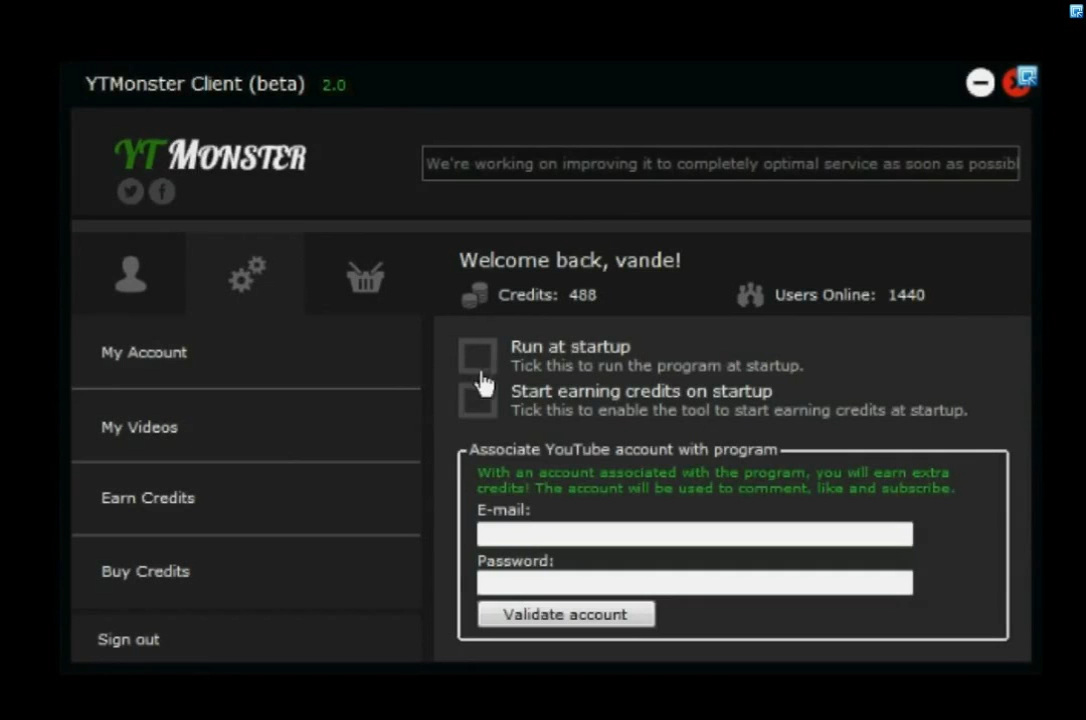 YTMonster Client (beta) 2.0
YT MONSTER
We're working on improving it to completely optimal service as soon as possibl
Welcome back, vande!
Credits: 488 Users Online: 1440
My Account
My Videos
Earn Credits
Buy Credits
Sign out
Run at startup
Tick this to run the program at startup.
Start earning credits on startup
Tick this to enable the tool to start earning credits at startup.
Associate YouTube account with program
With an account associated with the program, you will earn extra
credits! The account will be used to comment, like and subscribe.
E-mail:
Password:
Validate account